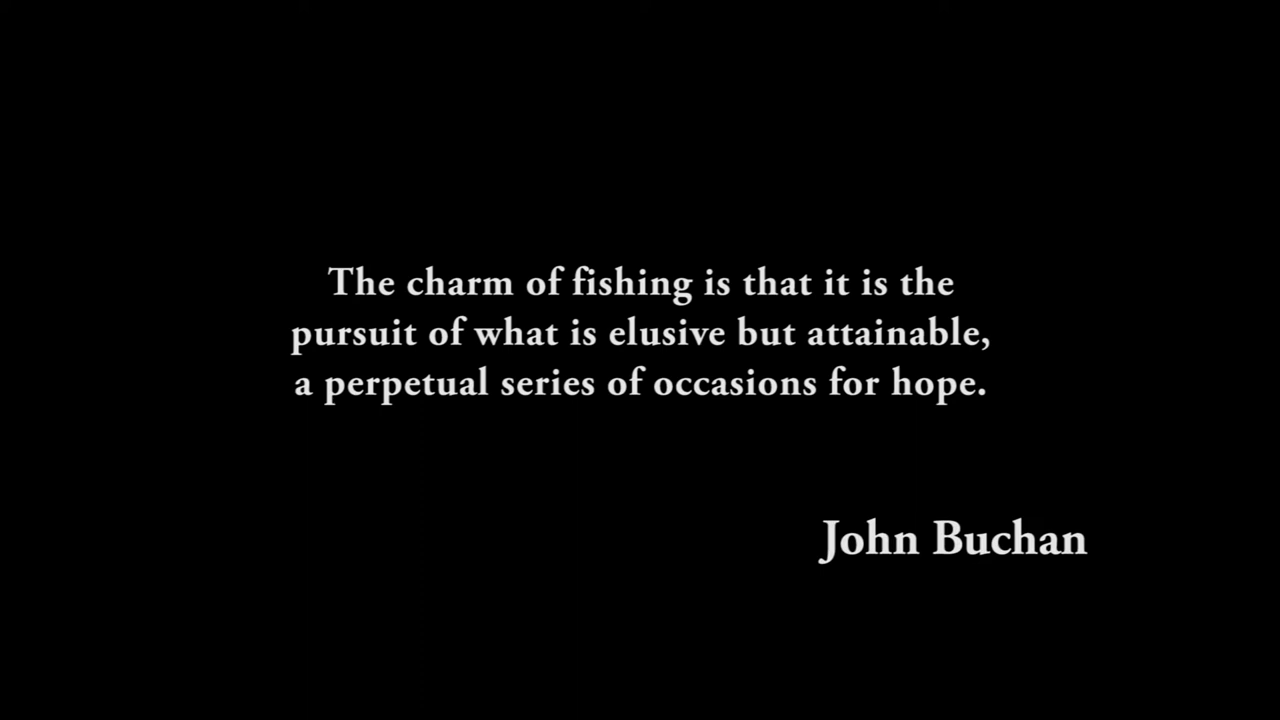 The charm of fishing is that it is the
pursuit of what is elusive but attainable,
a perpetual series of occasions for hope.
John Buchan